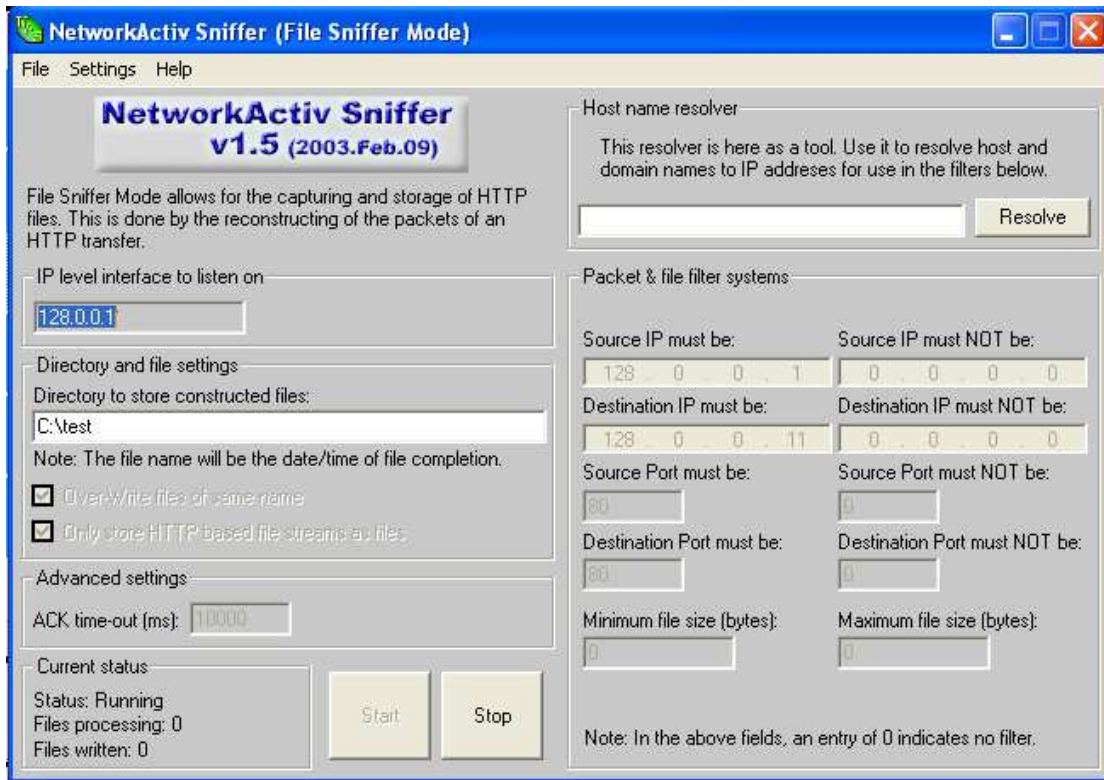 NetworkActiv Sniffer (File Sniffer Mode)
File Settings Help
NetworkActiv Sniffer
v1.5 (2003.Feb.09)
File Sniffer Mode allows for the capturing and storage of HTTP
files. This is done by the reconstructing of the packets of an
HTTP transfer.
IP level interface to listen on
128.0.0.1
Directory and file settings
Directory to store constructed files:
C:\test
Note: The file name will be the date/time of file completion.
Over-Write files of same name
Only store HTTP based file streams as files
Advanced settings
ACK time-out (ms): 10000
Current status
Status: Running
Files processing: 0
Files written: 0
Start
Stop
Host name resolver
This resolver is here as a tool. Use it to resolve host and
domain names to IP addreses for use in the filters below.
Resolve
Packet & file filter systems
Source IP must be: Source IP must NOT be:
128 . 0 . 0 . 1 0 . 0 . 0 . 0
Destination IP must be: Destination IP must NOT be:
128 . 0 . 0 . 11 0 . 0 . 0 . 0
Source Port must be: Source Port must NOT be:
80 0
Destination Port must be: Destination Port must NOT be:
80 0
Minimum file size (bytes): Maximum file size (bytes):
0 0
Note: In the above fields, an entry of 0 indicates no filter.